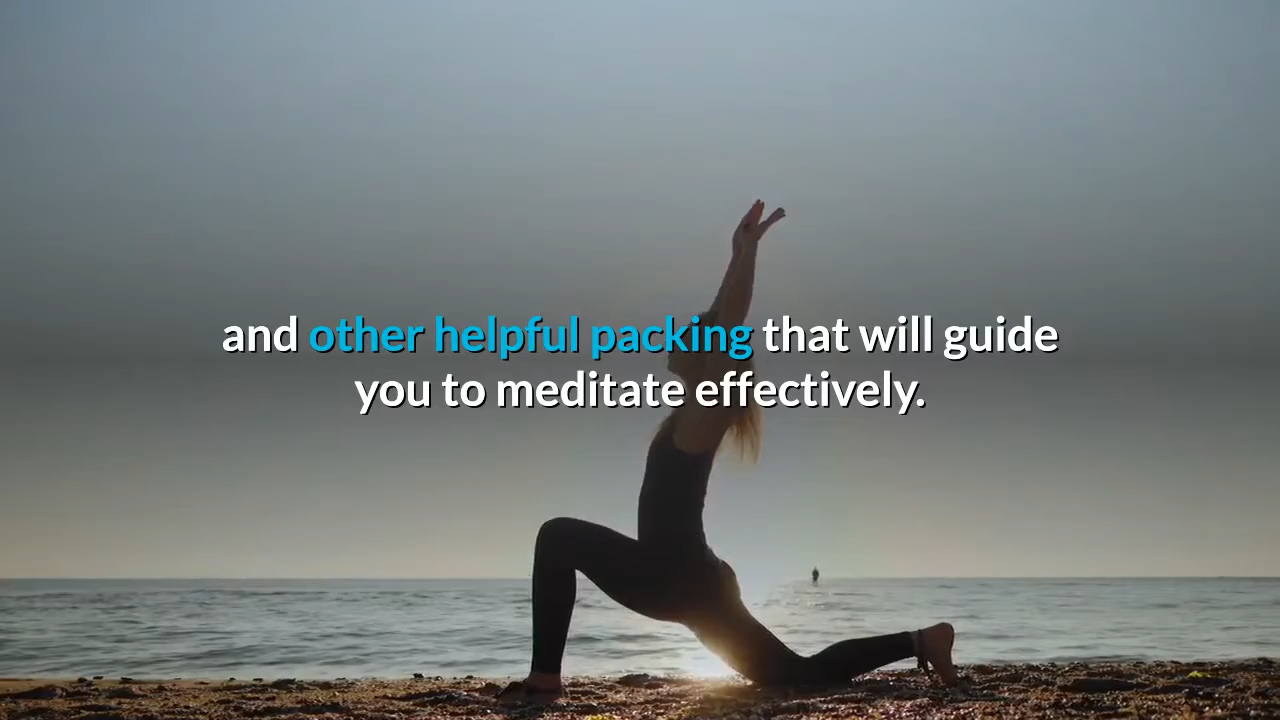 and other helpful packing that will guide
you to meditate effectively.